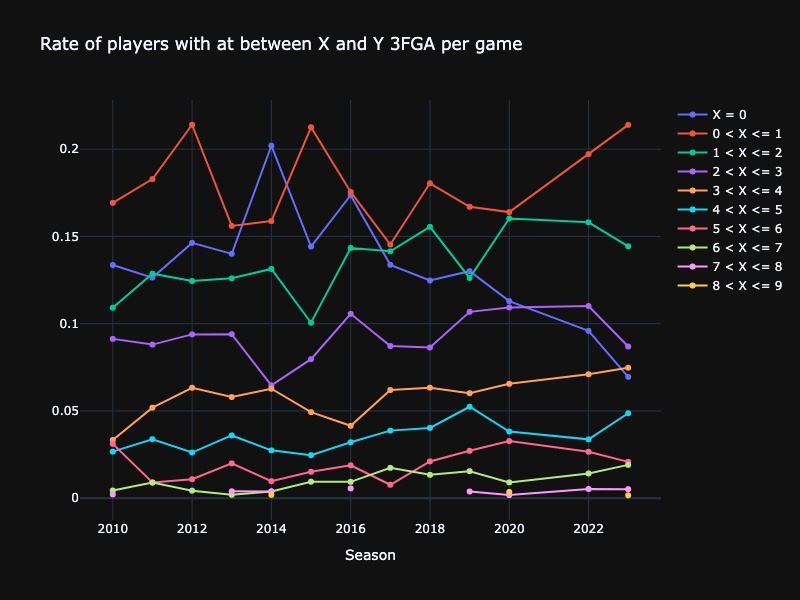 Rate of players with at between X and Y 3FGA per game
X = 0
0 < X <= 1
1 < X <= 2
2 < X <= 3
3 < X <= 4
4 < X <= 5
5 < X <= 6
6 < X <= 7
7 < X <= 8
8 < X <= 9
0.2
0.15
0.1
0.05
0
2010 2012 2014 2016 2018 2020 2022
Season